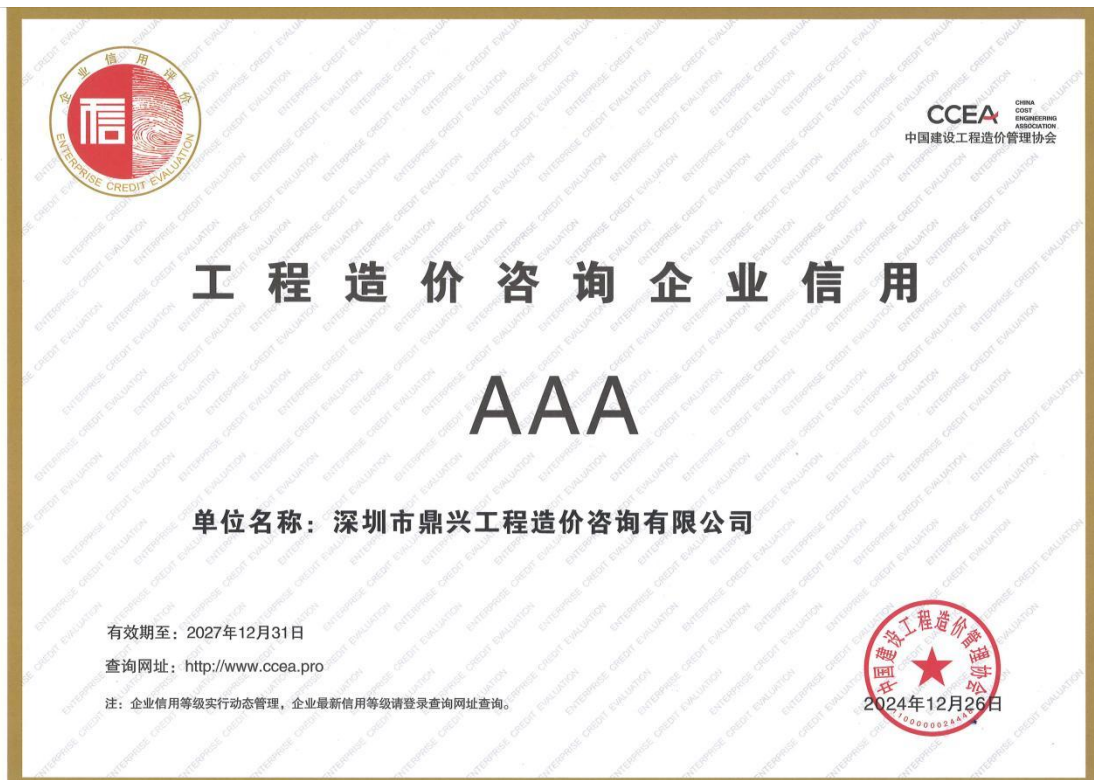 企业信用评价
信
ENTERPRISE CREDIT EVALUATION
CCEA
CHINA
COST
ENGINEERING
ASSOCIATION
中国建设工程造价管理协会
工程造价咨询企业信用
AAA
单位名称：深圳市鼎兴工程造价咨询有限公司
有效期至：2027年12月31日
查询网址：http://www.ccea.pro
注：企业信用等级实行动态管理，企业最新信用等级请登录查询网址查询。
中国建设工程造价管理协会
2024年12月26日